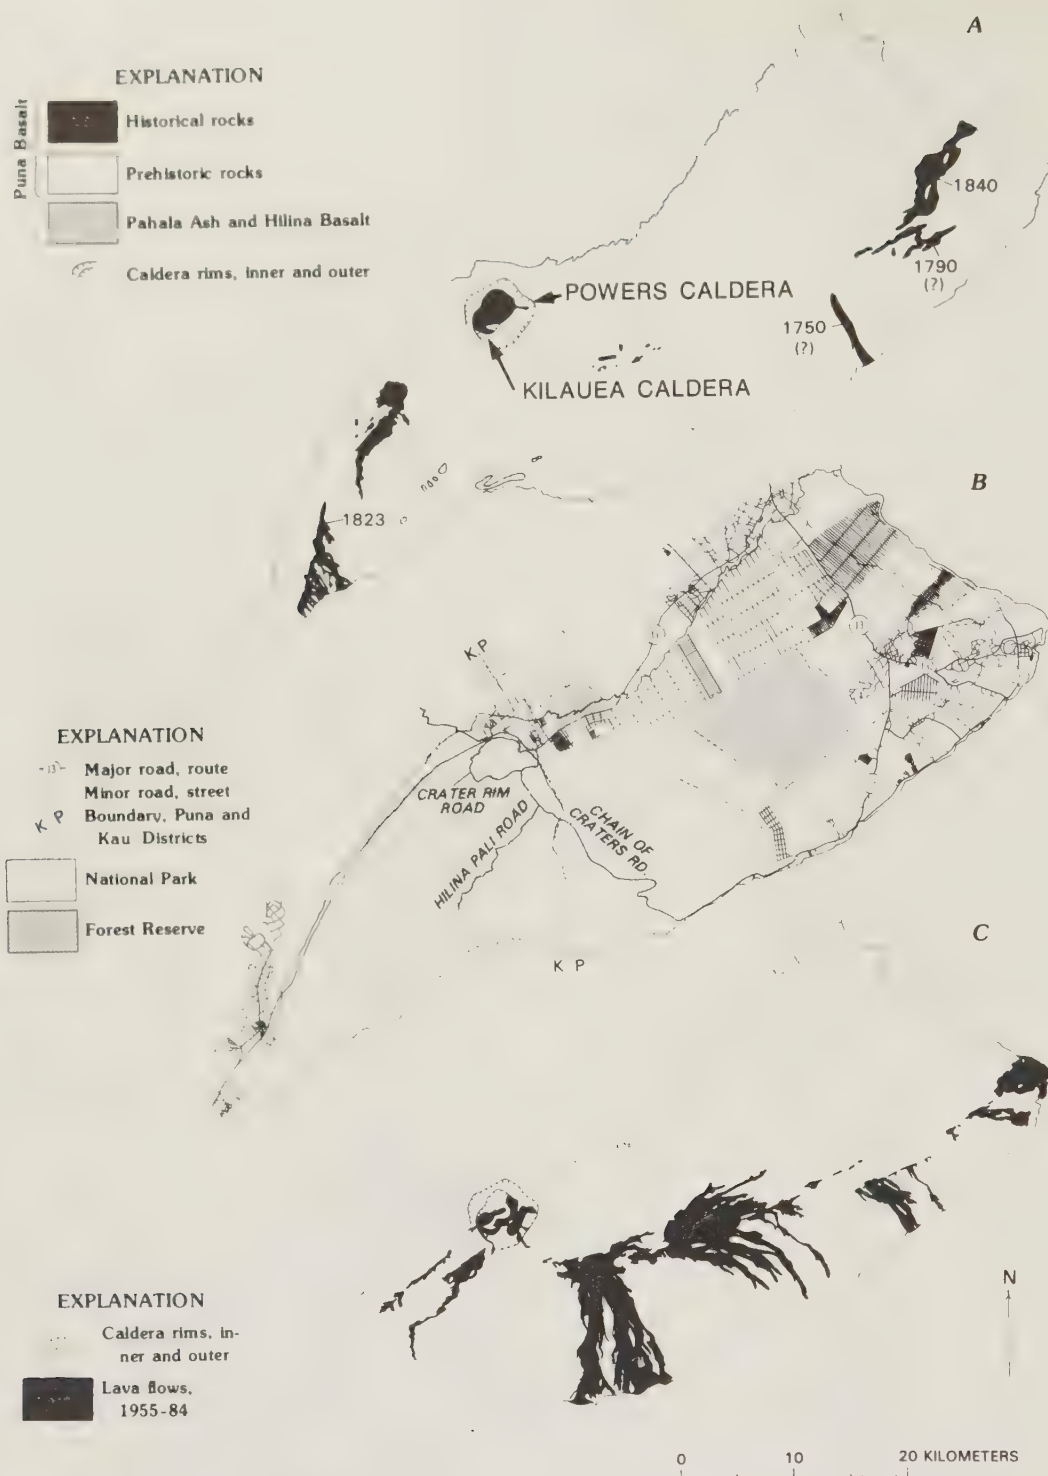 A
EXPLANATION
Puna Basalt
Historical rocks
Prehistoric rocks
Pahala Ash and Hilina Basalt
Caldera rims, inner and outer
1840
1790
(?)
POWERS CALDERA
1750
(?)
KILAUEA CALDERA
1823
B
K P
EXPLANATION
13
Major road, route
Minor road, street
K P
Boundary, Puna and
Kau Districts
National Park
Forest Reserve
CRATER RIM
ROAD
HILINA PALI ROAD
CHAIN OF
CRATERS RD.
C
K P
N
EXPLANATION
Caldera rims, in-
ner and outer
Lava flows,
1955-84
0 10 20 KILOMETERS